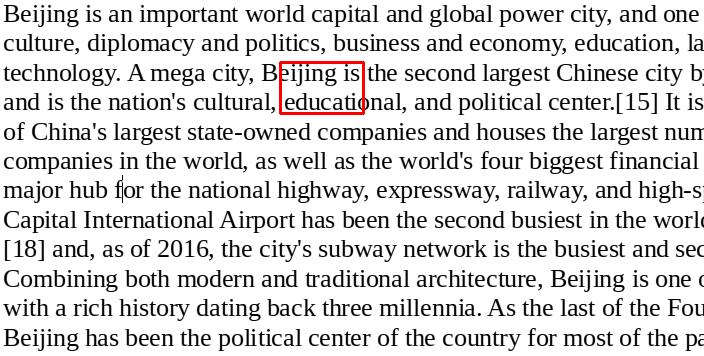 Beijing is an important world capital and global power city, and one
culture, diplomacy and politics, business and economy, education, la
technology. A mega city, Beijing is the second largest Chinese city by
and is the nation's cultural, educational, and political center.[15] It is
of China's largest state-owned companies and houses the largest num
companies in the world, as well as the world's four biggest financial
major hub for the national highway, expressway, railway, and high-sp
Capital International Airport has been the second busiest in the world
[18] and, as of 2016, the city's subway network is the busiest and sec
Combining both modern and traditional architecture, Beijing is one o
with a rich history dating back three millennia. As the last of the Fou
Beijing has been the political center of the country for most of the pa